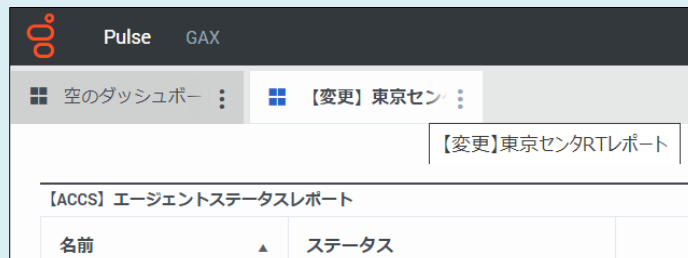 Pulse GAX
空のダッシュボー 【変更】東京セン
【変更】東京センタRTレポート
【ACCS】エージェントステータスレポート
名前 ▲ ステータス